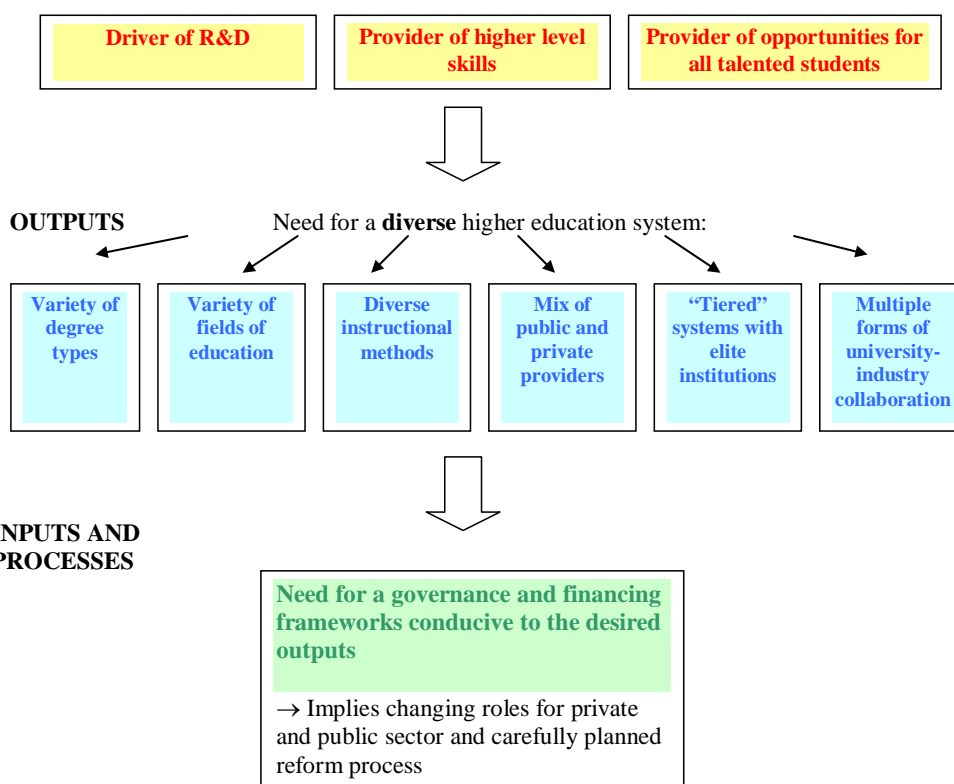 Driver of R&D
Provider of higher level
skills
Provider of opportunities for
all talented students
OUTPUTS
Need for a diverse higher education system:
Variety of
degree
types
Variety of
fields of
education
Diverse
instructional
methods
Mix of
public and
private
providers
“Tiered”
systems with
elite
institutions
Multiple
forms of
university-
industry
collaboration
NPUTS AND
PROCESSES
Need for a governance and financing
frameworks conducive to the desired
outputs
→ Implies changing roles for private
and public sector and carefully planned
reform process